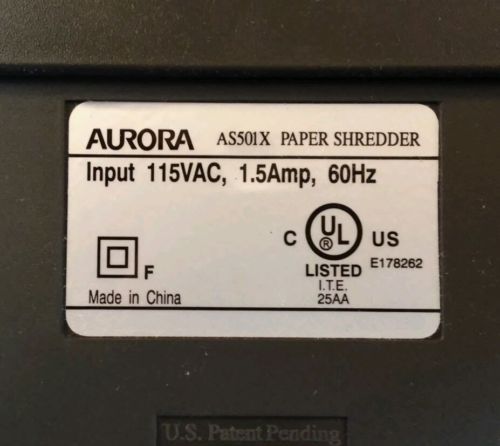 AURORA AS501X PAPER SHREDDER
Input 115VAC, 1.5Amp, 60Hz
C UL ® US
LISTED E178262
I.T.E.
25AA
F
Made in China
U.S. Patent Pending